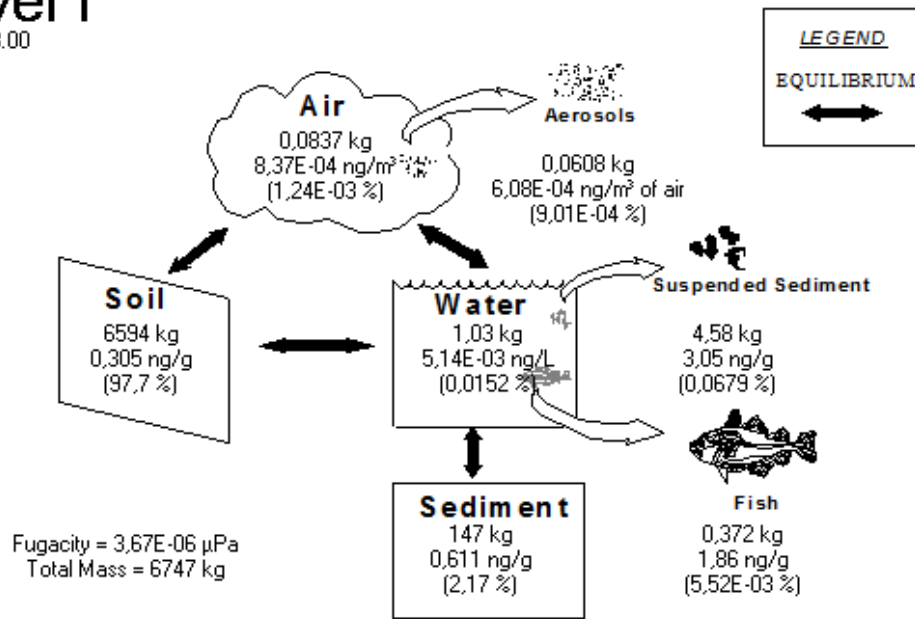 LEGEND
EQUILIBRIUM
Air
0,0837 kg
8,37E-04 ng/m³
(1,24E-03 %)
Aerosols
0,0608 kg
6,08E-04 ng/m³ of air
(9,01E-04 %)
Soil
6594 kg
0,305 ng/g
(97,7 %)
Water
1,03 kg
5,14E-03 ng/L
(0,0152 %)
Suspended Sediment
4,58 kg
3,05 ng/g
(0,0679 %)
Sediment
147 kg
0,611 ng/g
(2,17 %)
Fish
0,372 kg
1,86 ng/g
(5,52E-03 %)
Fugacity = 3,67E-06 µPa
Total Mass = 6747 kg